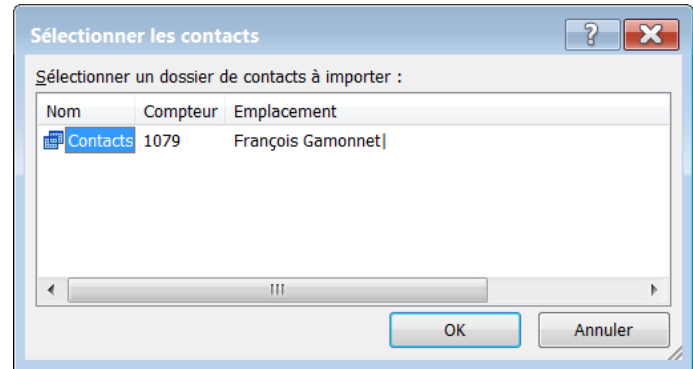 Sélectionner les contacts
Sélectionner un dossier de contacts à importer :
Nom Compteur Emplacement
Contacts 1079 François Gamonnet
OK Annuler